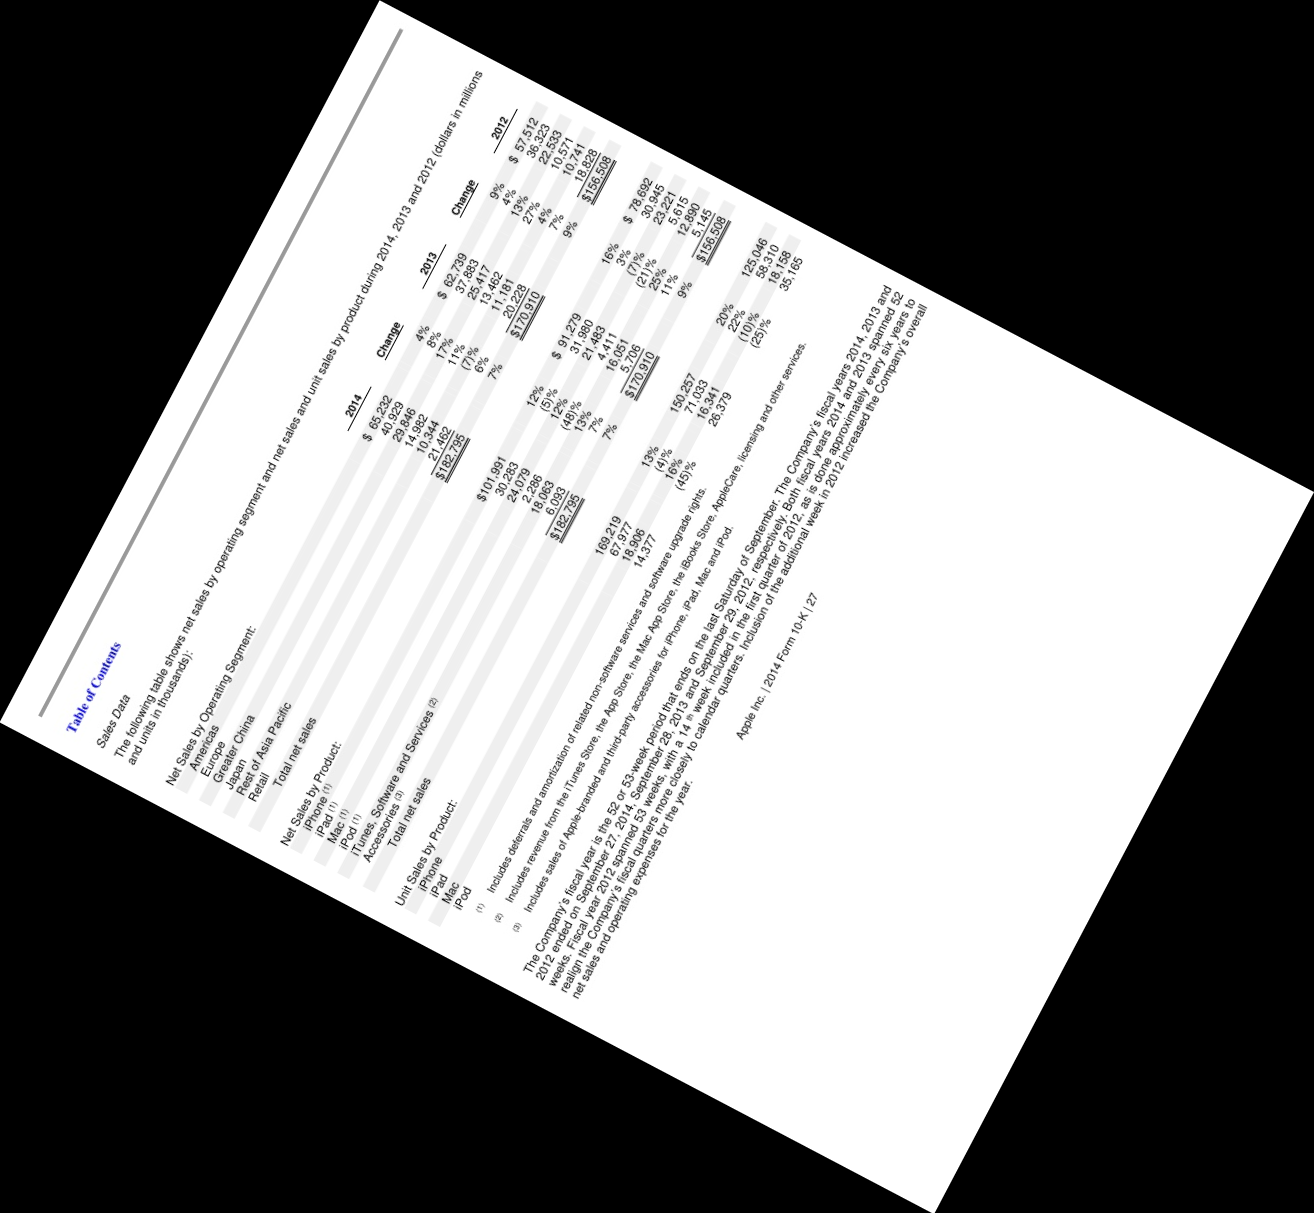 Table of Contents
Sales Data
The following table shows net sales by operating segment and net sales and unit sales by product during 2014, 2013 and 2012 (dollars in millions
and units in thousands):
2014 Change 2013 Change 2012
Net Sales by Operating Segment:
Americas $ 65,232 4% $ 62,739 9% $ 57,512
Europe 40,929 8% 37,883 4% 36,323
Greater China 29,846 17% 25,417 13% 22,533
Japan 14,982 11% 13,462 27% 10,571
Rest of Asia Pacific 10,344 (7)% 11,181 4% 10,741
Retail 21,462 6% 20,228 7% 18,828
Total net sales $182,795 7% $170,910 9% $156,508
Net Sales by Product:
iPhone (1) $101,991 12% $ 91,279 16% $ 78,692
iPad (1) 30,283 (5)% 31,980 3% 30,945
Mac (1) 24,079 12% 21,483 (7)% 23,221
iPod (1) 2,286 (48)% 4,411 (21)% 5,615
iTunes, Software and Services (2) 18,063 13% 16,051 25% 12,890
Accessories (3) 6,093 7% 5,706 11% 5,145
Total net sales $182,795 7% $170,910 9% $156,508
Unit Sales by Product:
iPhone 169,219 13% 150,257 20% 125,046
iPad 67,977 (4)% 71,033 22% 58,310
Mac 18,906 16% 16,341 (10)% 18,158
iPod 14,377 (45)% 26,379 (25)% 35,165
(1) Includes deferrals and amortization of related non-software services and software upgrade rights.
(2) Includes revenue from the iTunes Store, the App Store, the Mac App Store, the iBooks Store, AppleCare, licensing and other services.
(3) Includes sales of Apple-branded and third-party accessories for iPhone, iPad, Mac and iPod.
The Company's fiscal year is the 52 or 53-week period that ends on the last Saturday of September. The Company's fiscal years 2014, 2013 and
2012 ended on September 27, 2014, September 28, 2013 and September 29, 2012, respectively. Both fiscal years 2014 and 2013 spanned 52
weeks. Fiscal year 2012 spanned 53 weeks, with a 14 th week included in the first quarter of 2012, as is done approximately every six years to
realign the Company's fiscal quarters more closely to calendar quarters. Inclusion of the additional week in 2012 increased the Company's overall
net sales and operating expenses for the year.
Apple Inc. | 2014 Form 10-K | 27